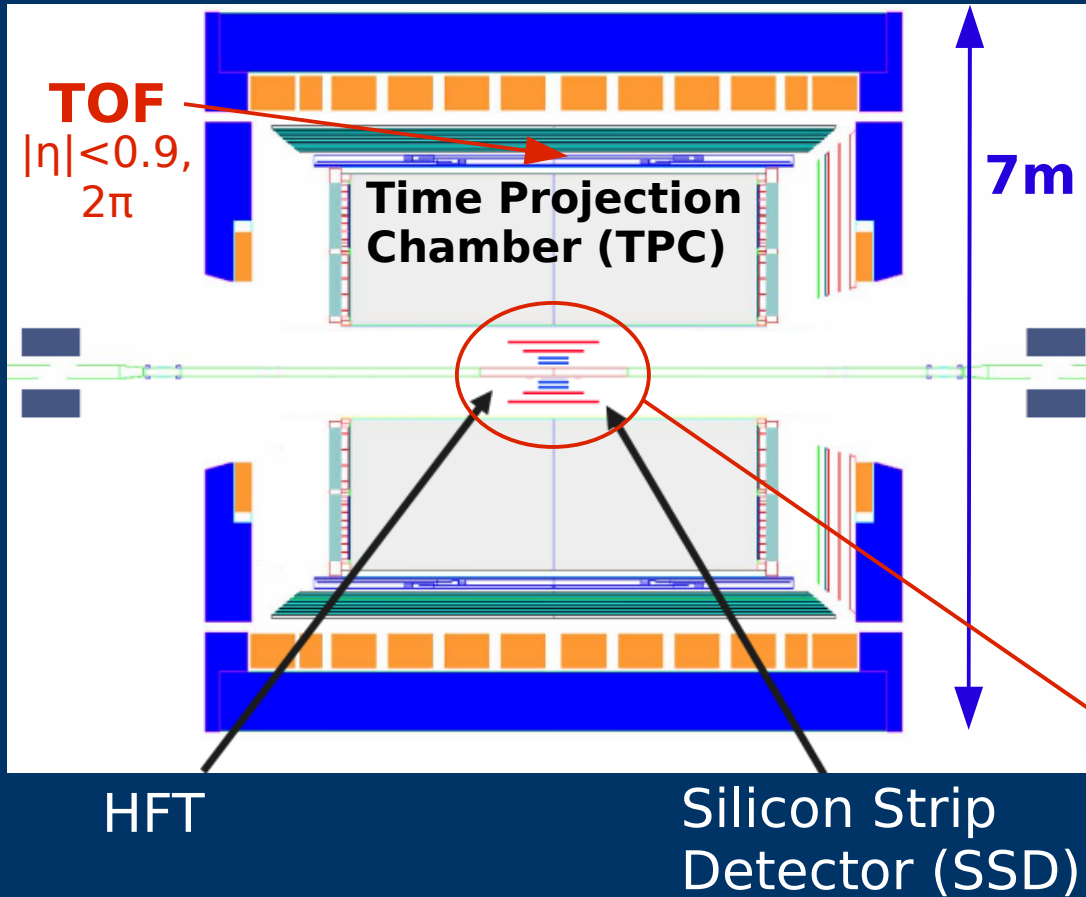 TOF
|η|<0.9,
2π
Time Projection
Chamber (TPC)
7m
HFT
Silicon Strip
Detector (SSD)